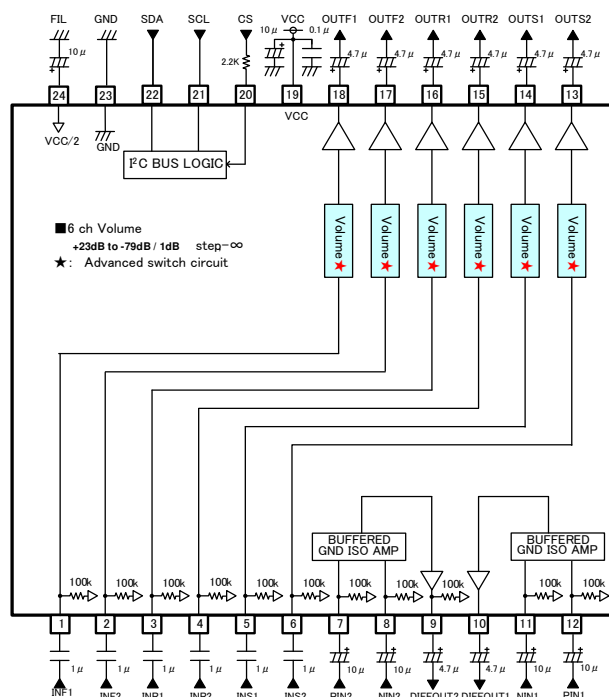 FIL GND SDA SCL CS VCC OUTF1 OUTF2 OUTR1 OUTR2 OUTS1 OUTS2
10μ 2.2K 10μ 0.1μ 4.7μ 4.7μ 4.7μ 4.7μ 4.7μ 4.7μ
24 23 22 21 20 19 18 17 16 15 14 13
VCC/2 GND VCC
I²C BUS LOGIC
■6 ch Volume
+23dB to -79dB / 1dB step-∞
★: Advanced switch circuit
Volume★ Volume★ Volume★ Volume★ Volume★ Volume★
BUFFERED GND ISO AMP
BUFFERED GND ISO AMP
100k 100k 100k 100k 100k 100k 100k 100k 100k 100k 100k
1 2 3 4 5 6 7 8 9 10 11 12
1μ 1μ 1μ 1μ 1μ 1μ 10μ 10μ 4.7μ 4.7μ 10μ 10μ
INF1 INF2 INR1 INR2 INS1 INS2 PIN2 NIN2 DIFFOUT2 DIFFOUT1 NIN1 PIN1